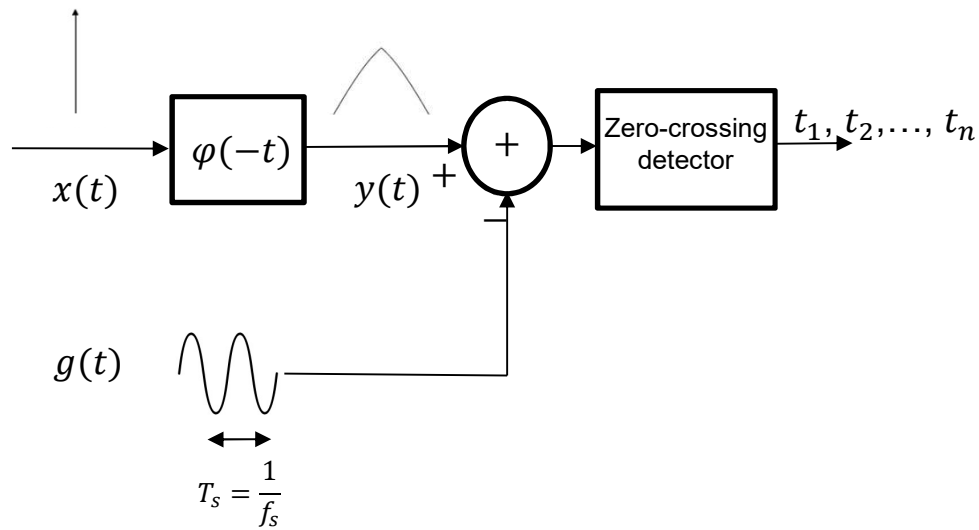 φ(−t)
Zero-crossing
detector
t₁, t₂,…, tₙ
x(t)
y(t)
+
+
−
g(t)
Tₛ = 1/fₛ